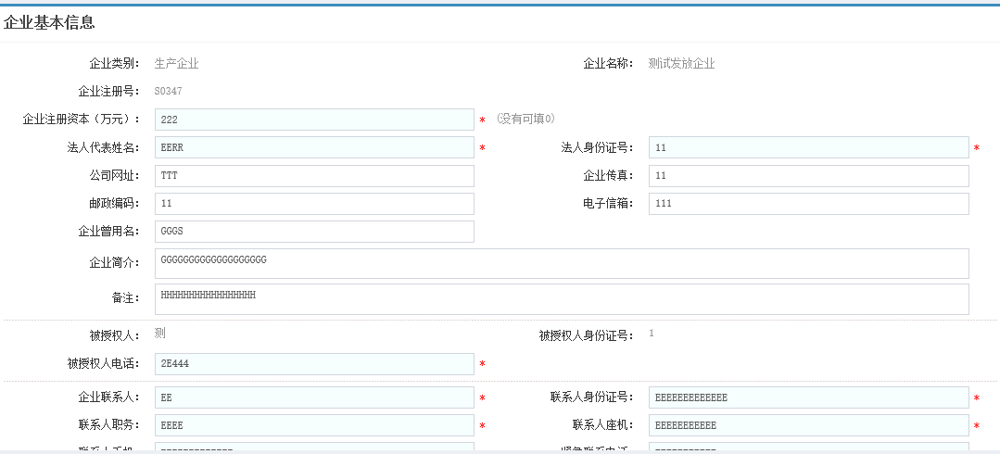 企业基本信息
企业类别： 生产企业 企业名称： 测试发放企业
企业注册号： S0347
企业注册资本（万元）： 222 * (没有可填0)
法人代表姓名： EERR * 法人身份证号： 11 *
公司网址： TTT 企业传真： 11
邮政编码： 11 电子信箱： 111
企业曾用名： GGGS
企业简介： GGGGGGGGGGGGGGGGGGG
备注： HHHHHHHHHHHHHHHHH
被授权人： 测 被授权人身份证号： 1
被授权人电话： 2E444 *
企业联系人： EE * 联系人身份证号： EEEEEEEEEEEEE *
联系人职务： EEEE * 联系人座机： EEEEEEEEEEE *